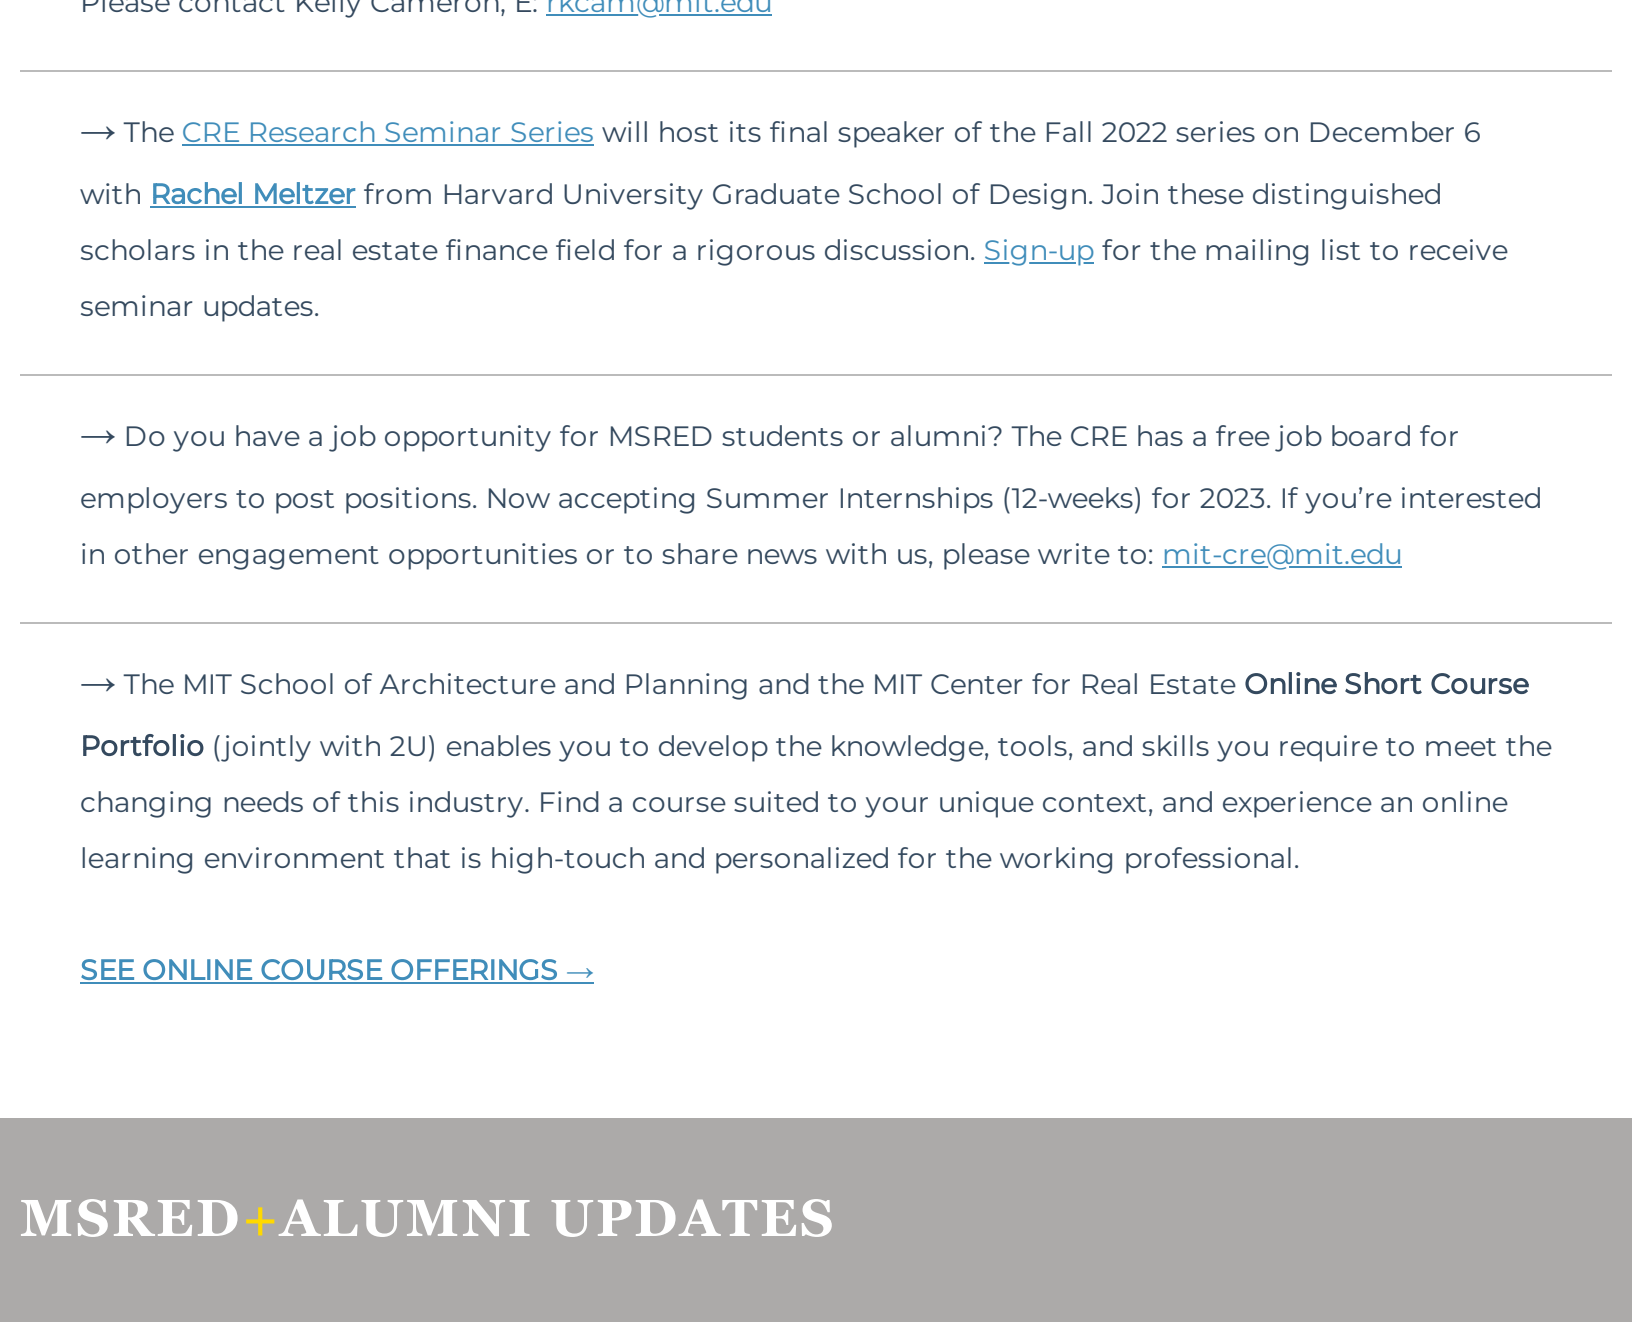 Please contact Kelly Cameron, E: rkcam@mit.edu
→ The CRE Research Seminar Series will host its final speaker of the Fall 2022 series on December 6
with Rachel Meltzer from Harvard University Graduate School of Design. Join these distinguished
scholars in the real estate finance field for a rigorous discussion. Sign-up for the mailing list to receive
seminar updates.
→ Do you have a job opportunity for MSRED students or alumni? The CRE has a free job board for
employers to post positions. Now accepting Summer Internships (12-weeks) for 2023. If you’re interested
in other engagement opportunities or to share news with us, please write to: mit-cre@mit.edu
→ The MIT School of Architecture and Planning and the MIT Center for Real Estate Online Short Course
Portfolio (jointly with 2U) enables you to develop the knowledge, tools, and skills you require to meet the
changing needs of this industry. Find a course suited to your unique context, and experience an online
learning environment that is high-touch and personalized for the working professional.
SEE ONLINE COURSE OFFERINGS →
MSRED+ALUMNI UPDATES